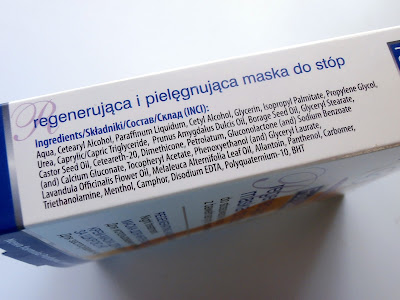 Regenerująca i pielęgnująca maska do stóp
Ingredients/Składniki/Состав/Склад (INCI):
Aqua, Cetearyl Alcohol, Paraffinum Liquidum, Cetyl Alcohol, Glycerin, Isopropyl Palmitate, Propylene Glycol,
Urea, Caprylic/Capric Triglyceride, Prunus Amygdalus Dulcis Oil, Borage Seed Oil, Glyceryl Stearate,
Castor Seed Oil, Ceteareth-20, Dimethicone, Petrolatum, Gluconolactone (and) Sodium Benzoate
(and) Calcium Gluconate, Tocopheryl Acetate, Phenoxyethanol (and) Glyceryl Laurate,
Lavandula Officinalis Flower Oil, Melaleuca Alternifolia Leaf Oil, Allantoin, Panthenol, Carbomer,
Triethanolamine, Menthol, Camphor, Disodium EDTA, Polyquaternium-10, BHT